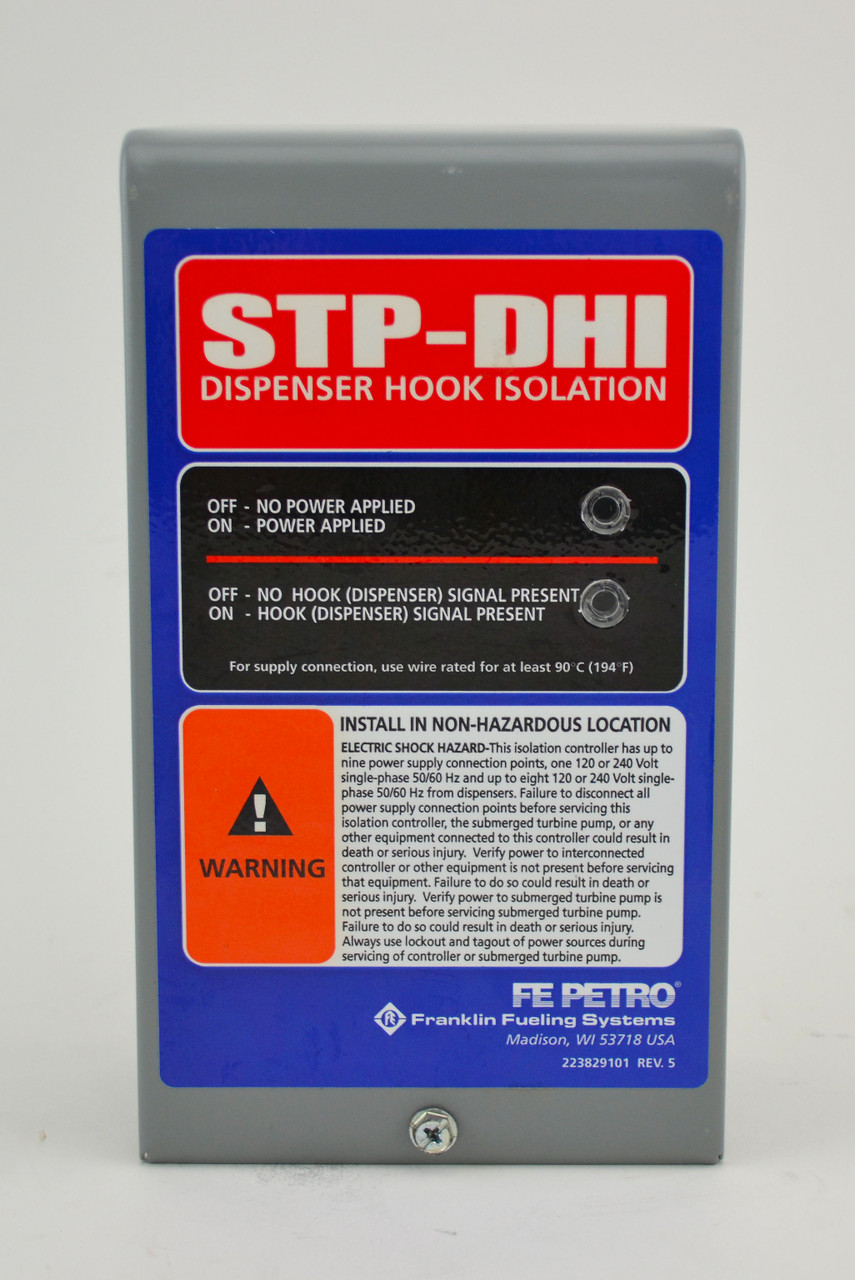 STP-DHI
DISPENSER HOOK ISOLATION
OFF - NO POWER APPLIED
ON - POWER APPLIED
OFF - NO HOOK (DISPENSER) SIGNAL PRESENT
ON - HOOK (DISPENSER) SIGNAL PRESENT
For supply connection, use wire rated for at least 90°C (194°F)
WARNING
INSTALL IN NON-HAZARDOUS LOCATION
ELECTRIC SHOCK HAZARD-This isolation controller has up to
nine power supply connection points, one 120 or 240 Volt
single-phase 50/60 Hz and up to eight 120 or 240 Volt single-
phase 50/60 Hz from dispensers. Failure to disconnect all
power supply connection points before servicing this
isolation controller, the submerged turbine pump, or any
other equipment connected to this controller could result in
death or serious injury. Verify power to interconnected
controller or other equipment is not present before servicing
that equipment. Failure to do so could result in death or
serious injury. Verify power to submerged turbine pump is
not present before servicing submerged turbine pump.
Failure to do so could result in death or serious injury.
Always use lockout and tagout of power sources during
servicing of controller or submerged turbine pump.
FE PETRO®
Franklin Fueling Systems
Madison, WI 53718 USA
223829101 REV. 5